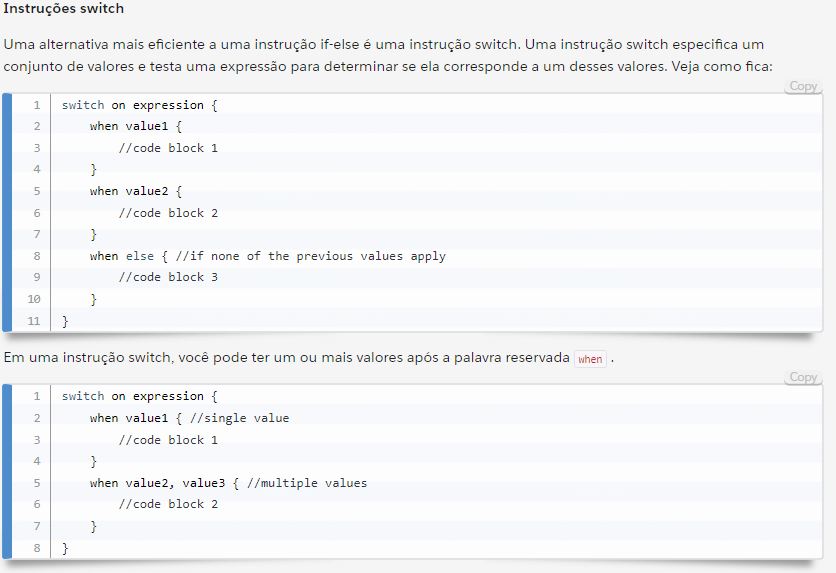 Instruções switch
Uma alternativa mais eficiente a uma instrução if-else é uma instrução switch. Uma instrução switch especifica um
conjunto de valores e testa uma expressão para determinar se ela corresponde a um desses valores. Veja como fica:
Copy
1 switch on expression {
2     when value1 {
3         //code block 1
4     }
5     when value2 {
6         //code block 2
7     }
8     when else { //if none of the previous values apply
9         //code block 3
10     }
11 }
Em uma instrução switch, você pode ter um ou mais valores após a palavra reservada when .
Copy
1 switch on expression {
2     when value1 { //single value
3         //code block 1
4     }
5     when value2, value3 { //multiple values
6         //code block 2
7     }
8 }